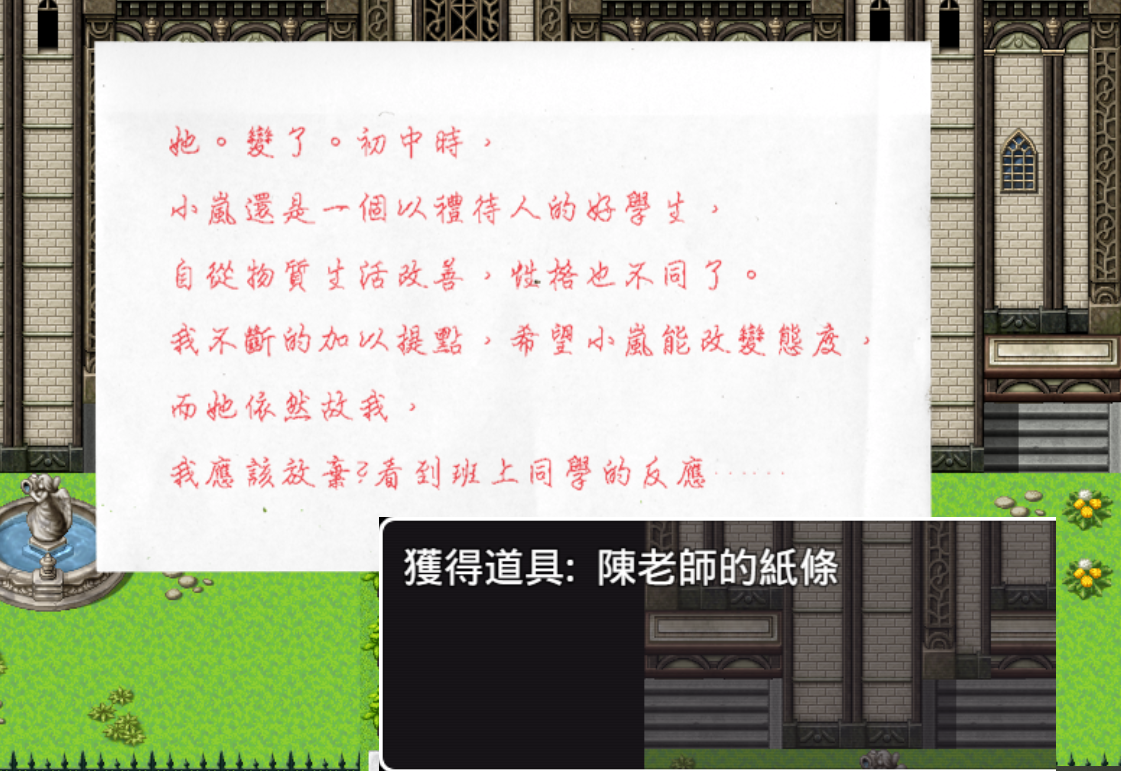 她。變了。初中時，
小嵐還是一個以禮待人的好學生，
自從物質生活改善，性格也不同了。
我不斷的加以提點，希望小嵐能改變態度，
而她依然故我，
我應該放棄?看到班上同學的反應······
獲得道具: 陳老師的紙條